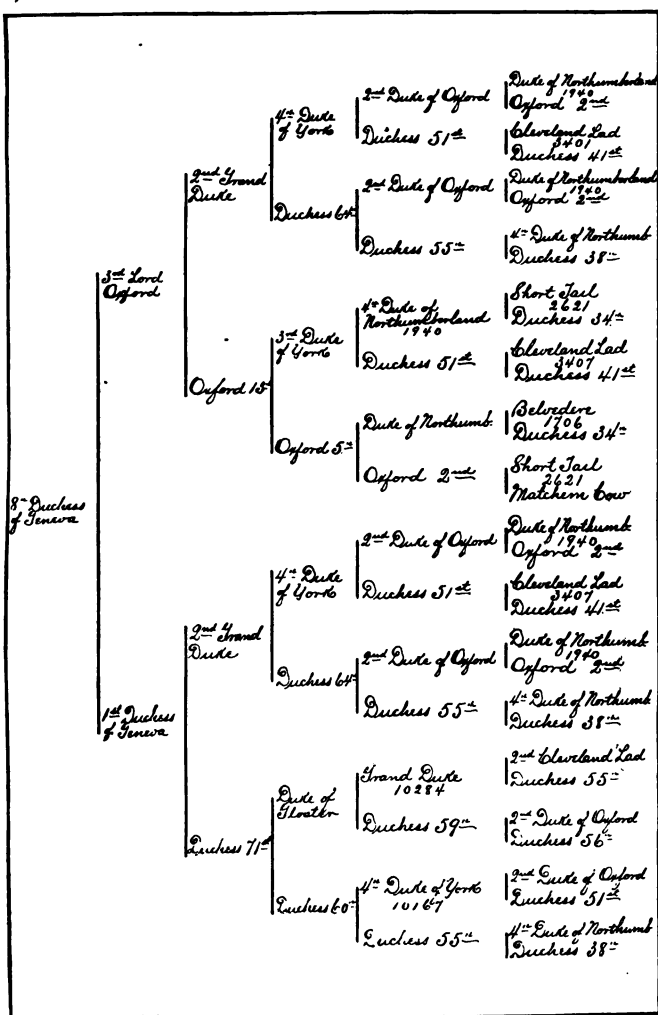 8th Duchess
of Geneva
3rd Lord
Oxford
1st Duchess
of Geneva
2nd Grand
Duke
Oxford 15t
2nd Grand
Duke
Duchess 71st
4th Duke
of York
Duchess 64th
3rd Duke
of York
Oxford 5th
4th Duke
of York
Duchess 64th
Duke of
Gloster
Duchess 60th
2nd Duke of Oxford
Duchess 51st
2nd Duke of Oxford
Duchess 55th
4th Duke of
Northumberland
1940
Duchess 51st
Duke of Northumb.
Oxford 2nd
2nd Duke of Oxford
Duchess 51st
2nd Duke of Oxford
Duchess 55th
Grand Duke
10284
Duchess 59th
4th Duke of York
10167
Duchess 55th
Duke of Northumberland
1940
Oxford 2nd
Cleveland Lad
3401
Duchess 41st
Duke of Northumberland
1940
Oxford 2nd
4th Duke of Northumb
Duchess 38th
Short Tail
2621
Duchess 34th
Cleveland Lad
3407
Duchess 41st
Belvedere
1706
Duchess 34th
Short Tail
2621
Matchem Cow
Duke of Northumb
1940
Oxford 2nd
Cleveland Lad
3407
Duchess 41st
Duke of Northumb
1940
Oxford 2nd
4th Duke of Northumb
Duchess 38th
2nd Cleveland Lad
Duchess 55th
2nd Duke of Oxford
Duchess 56th
2nd Duke of Oxford
Duchess 51st
4th Duke of Northumb
Duchess 38th